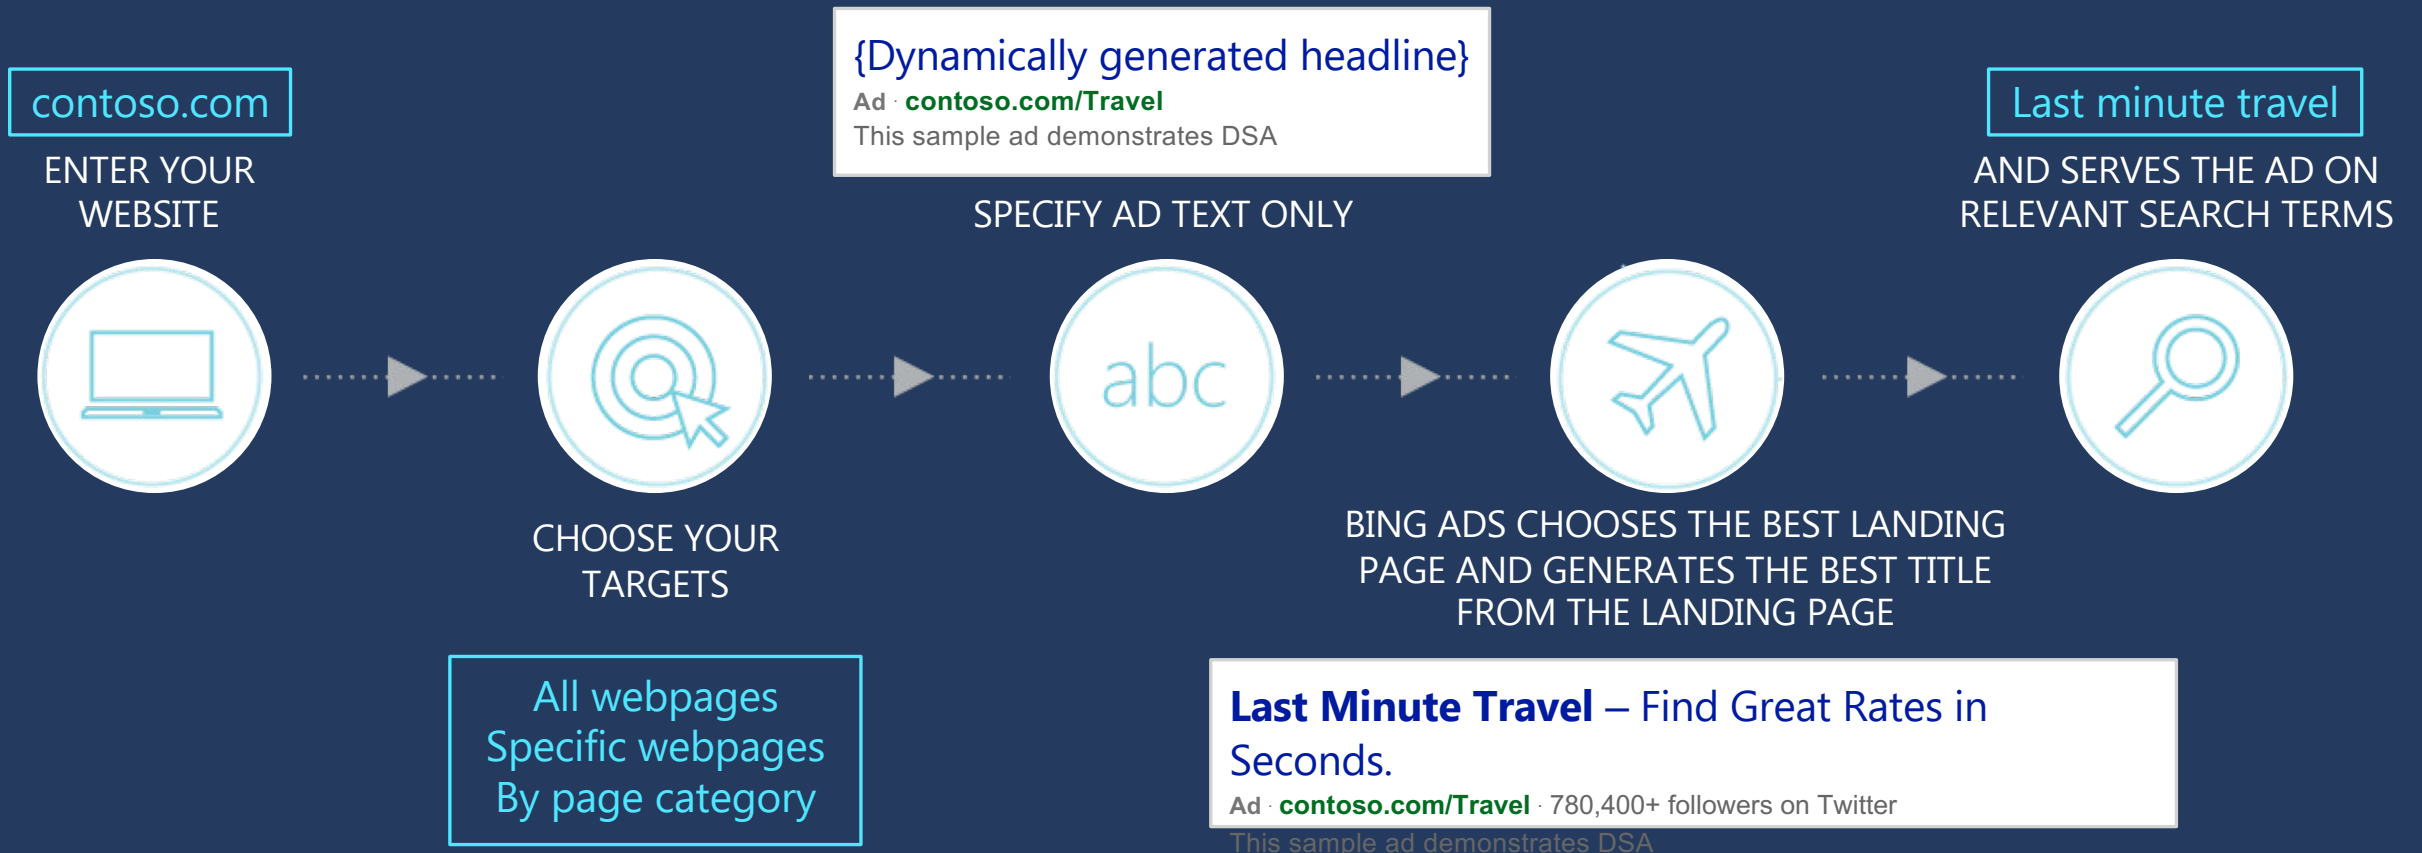 contoso.com
ENTER YOUR
WEBSITE
CHOOSE YOUR
TARGETS
All webpages
Specific webpages
By page category
{Dynamically generated headline}
Ad · contoso.com/Travel
This sample ad demonstrates DSA
SPECIFY AD TEXT ONLY
abc
BING ADS CHOOSES THE BEST LANDING
PAGE AND GENERATES THE BEST TITLE
FROM THE LANDING PAGE
Last Minute Travel – Find Great Rates in
Seconds.
Ad · contoso.com/Travel · 780,400+ followers on Twitter
This sample ad demonstrates DSA
Last minute travel
AND SERVES THE AD ON
RELEVANT SEARCH TERMS